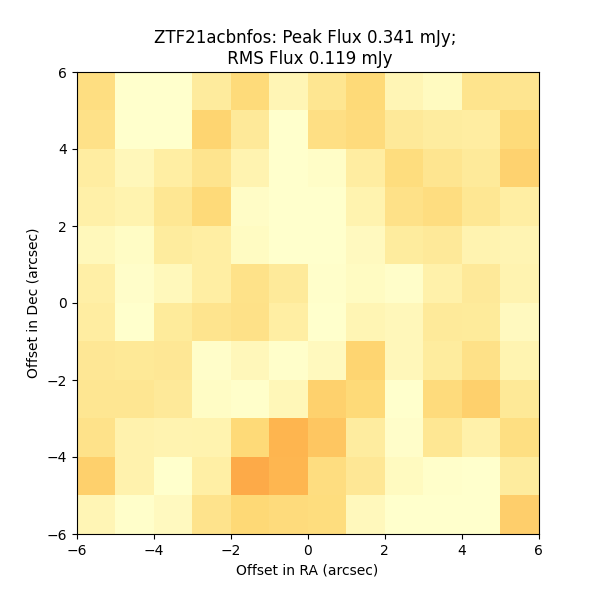 ZTF21acbnfos: Peak Flux 0.341 mJy;
RMS Flux 0.119 mJy
6
4
2
0
−2
−4
−6
Offset in Dec (arcsec)
−6 −4 −2 0 2 4 6
Offset in RA (arcsec)